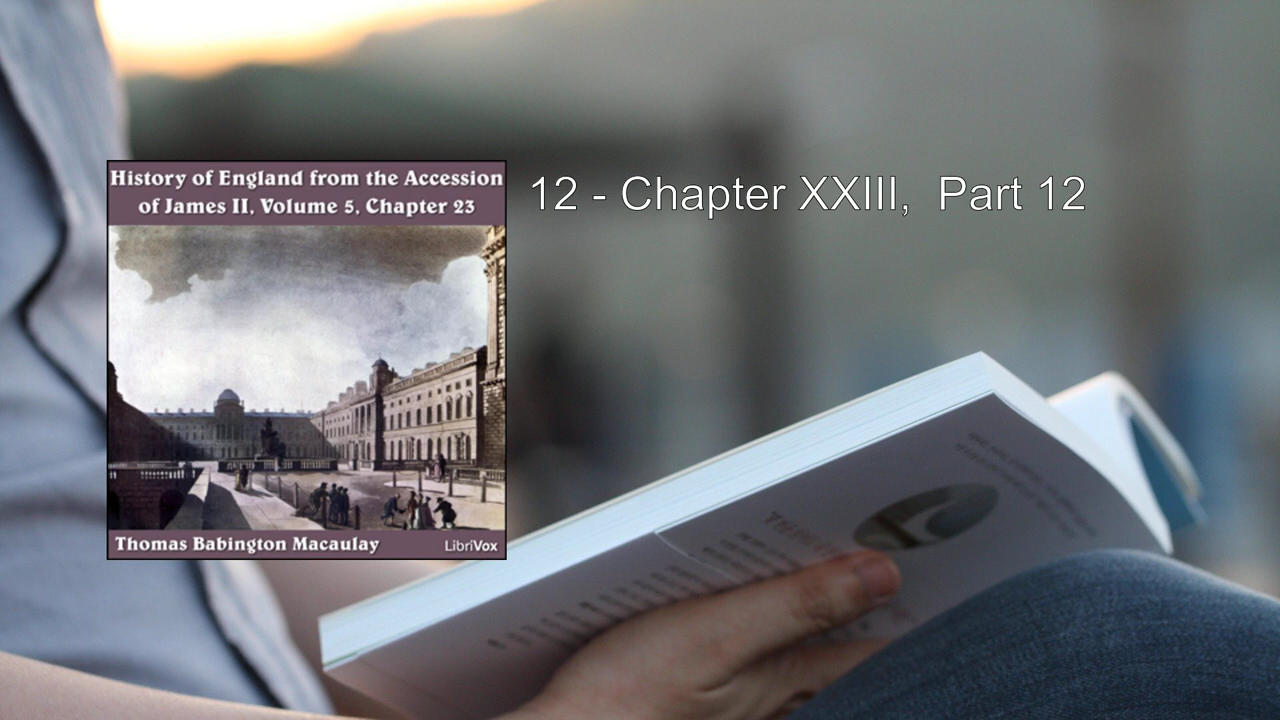 History of England from the Accession
of James II, Volume 5, Chapter 23
12 - Chapter XXIII,  Part 12
Thomas Babington Macaulay
LibriVox